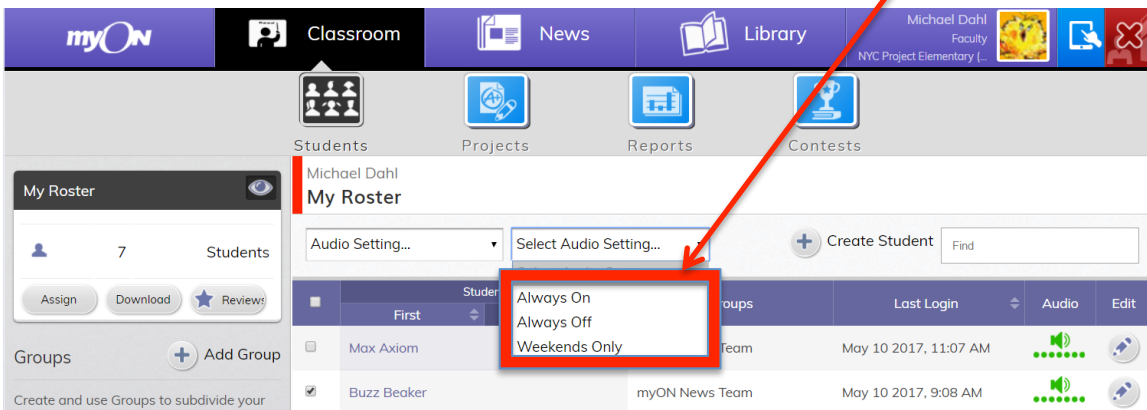 myON
Classroom
News
Library
Michael Dahl
Faculty
NYC Project Elementary (...
Students
Projects
Reports
Contests
My Roster
7 Students
Assign
Download
Reviews
Groups
Add Group
Create and use Groups to subdivide your
Michael Dahl
My Roster
Audio Setting...
Select Audio Setting...
Create Student
Find
Always On
Always Off
Weekends Only
First
Last Login
Audio
Edit
Max Axiom
Team
May 10 2017, 11:07 AM
Buzz Beaker
myON News Team
May 10 2017, 9:08 AM